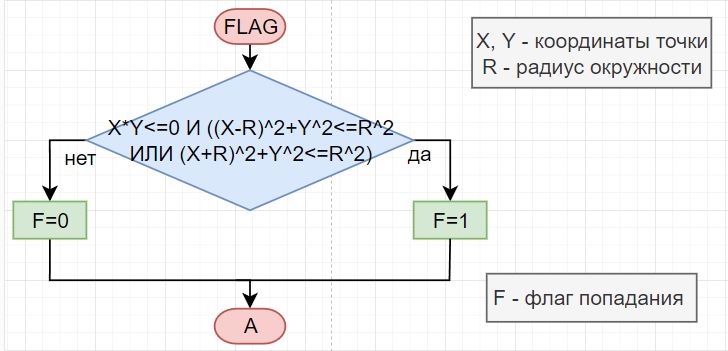 FLAG
X, Y - координаты точки
R - радиус окружности
X*Y<=0 И ((X-R)^2+Y^2<=R^2
ИЛИ (X+R)^2+Y^2<=R^2)
нет
да
F=0
F=1
F - флаг попадания
A